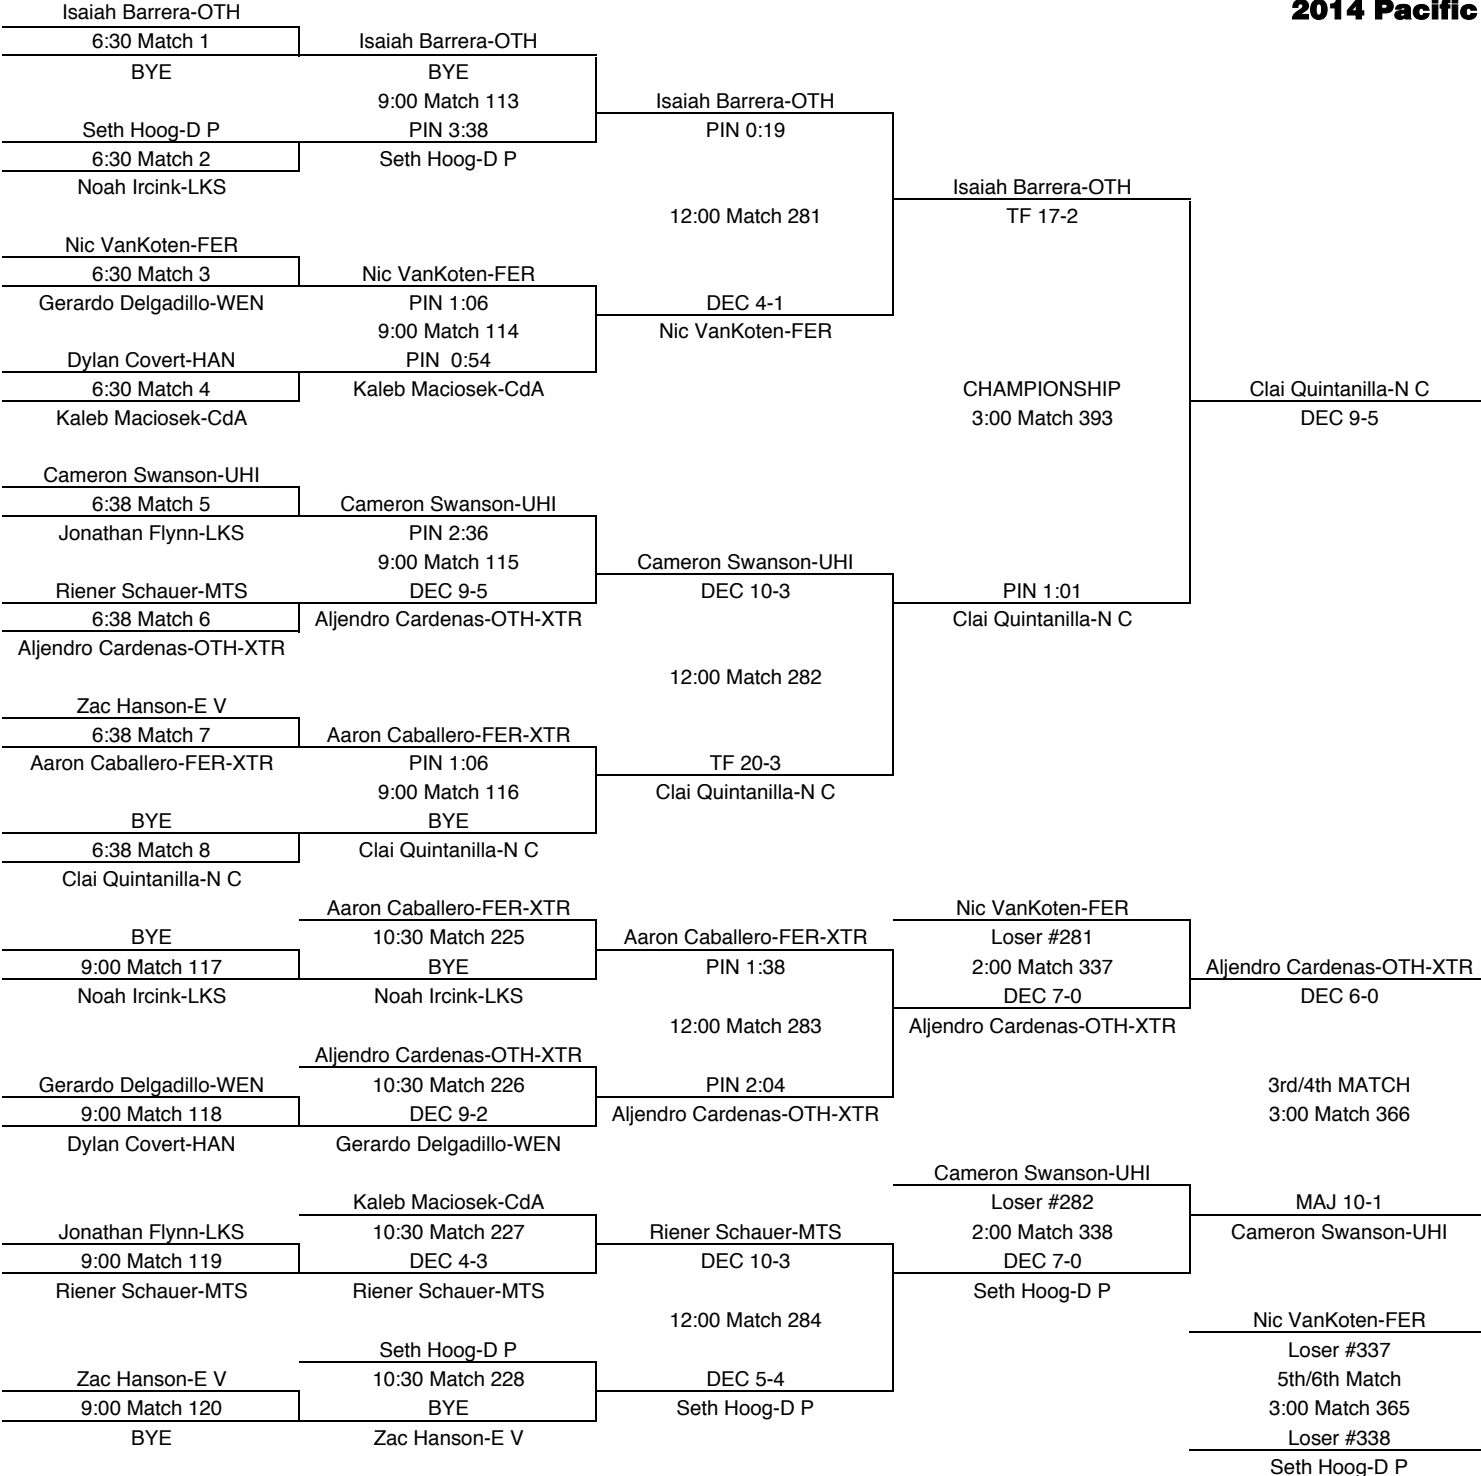 2014 Pacific
Isaiah Barrera-OTH
6:30 Match 1
BYE
Seth Hoog-D P
6:30 Match 2
Noah Ircink-LKS
Nic VanKoten-FER
6:30 Match 3
Gerardo Delgadillo-WEN
Dylan Covert-HAN
6:30 Match 4
Kaleb Maciosek-CdA
Cameron Swanson-UHI
6:38 Match 5
Jonathan Flynn-LKS
Riener Schauer-MTS
6:38 Match 6
Aljendro Cardenas-OTH-XTR
Zac Hanson-E V
6:38 Match 7
Aaron Caballero-FER-XTR
BYE
6:38 Match 8
Clai Quintanilla-N C
Isaiah Barrera-OTH
BYE
9:00 Match 113
PIN 3:38
Seth Hoog-D P
Nic VanKoten-FER
PIN 1:06
9:00 Match 114
PIN  0:54
Kaleb Maciosek-CdA
Cameron Swanson-UHI
PIN 2:36
9:00 Match 115
DEC 9-5
Aljendro Cardenas-OTH-XTR
Aaron Caballero-FER-XTR
PIN 1:06
9:00 Match 116
BYE
Clai Quintanilla-N C
Isaiah Barrera-OTH
PIN 0:19
12:00 Match 281
DEC 4-1
Nic VanKoten-FER
Cameron Swanson-UHI
DEC 10-3
12:00 Match 282
TF 20-3
Clai Quintanilla-N C
Isaiah Barrera-OTH
TF 17-2
CHAMPIONSHIP
3:00 Match 393
PIN 1:01
Clai Quintanilla-N C
Clai Quintanilla-N C
DEC 9-5
BYE
9:00 Match 117
Noah Ircink-LKS
Gerardo Delgadillo-WEN
9:00 Match 118
Dylan Covert-HAN
Jonathan Flynn-LKS
9:00 Match 119
Riener Schauer-MTS
Zac Hanson-E V
9:00 Match 120
BYE
Aaron Caballero-FER-XTR
10:30 Match 225
BYE
Noah Ircink-LKS
Aljendro Cardenas-OTH-XTR
10:30 Match 226
DEC 9-2
Gerardo Delgadillo-WEN
Kaleb Maciosek-CdA
10:30 Match 227
DEC 4-3
Riener Schauer-MTS
Seth Hoog-D P
10:30 Match 228
BYE
Zac Hanson-E V
Aaron Caballero-FER-XTR
PIN 1:38
12:00 Match 283
PIN 2:04
Aljendro Cardenas-OTH-XTR
Riener Schauer-MTS
DEC 10-3
12:00 Match 284
DEC 5-4
Seth Hoog-D P
Nic VanKoten-FER
Loser #281
2:00 Match 337
DEC 7-0
Aljendro Cardenas-OTH-XTR
Cameron Swanson-UHI
Loser #282
2:00 Match 338
DEC 7-0
Seth Hoog-D P
Aljendro Cardenas-OTH-XTR
DEC 6-0
3rd/4th MATCH
3:00 Match 366
MAJ 10-1
Cameron Swanson-UHI
Nic VanKoten-FER
Loser #337
5th/6th Match
3:00 Match 365
Loser #338
Seth Hoog-D P